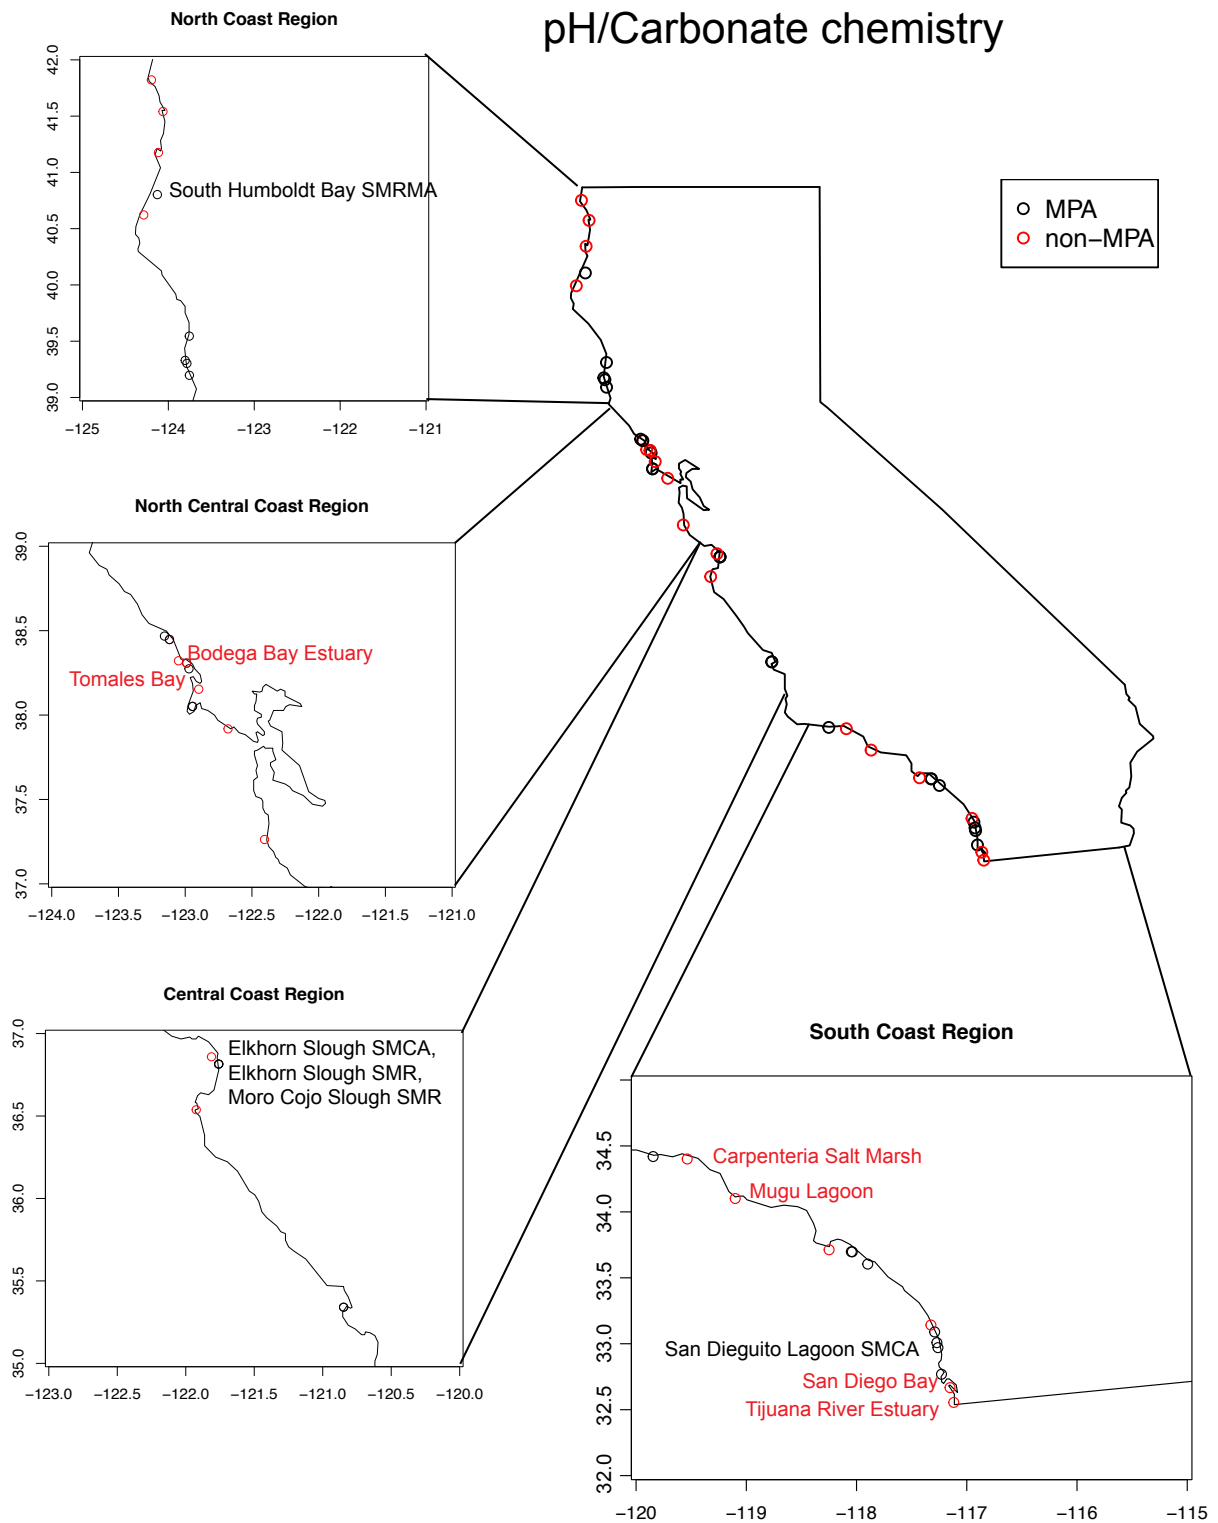 pH/Carbonate chemistry
North Coast Region
42.0
41.5
41.0
40.5
40.0
39.5
39.0
South Humboldt Bay SMRMA
−125
−124
−123
−122
−121
MPA
non−MPA
North Central Coast Region
39.0
38.5
38.0
37.5
37.0
Bodega Bay Estuary
Tomales Bay
−124.0
−123.5
−123.0
−122.5
−122.0
−121.5
−121.0
Central Coast Region
37.0
36.5
36.0
35.5
35.0
Elkhorn Slough SMCA,
Elkhorn Slough SMR,
Moro Cojo Slough SMR
−123.0
−122.5
−122.0
−121.5
−121.0
−120.5
−120.0
South Coast Region
34.5
34.0
33.5
33.0
32.5
32.0
Carpenteria Salt Marsh
Mugu Lagoon
San Dieguito Lagoon SMCA
San Diego Bay
Tijuana River Estuary
−120
−119
−118
−117
−116
−115